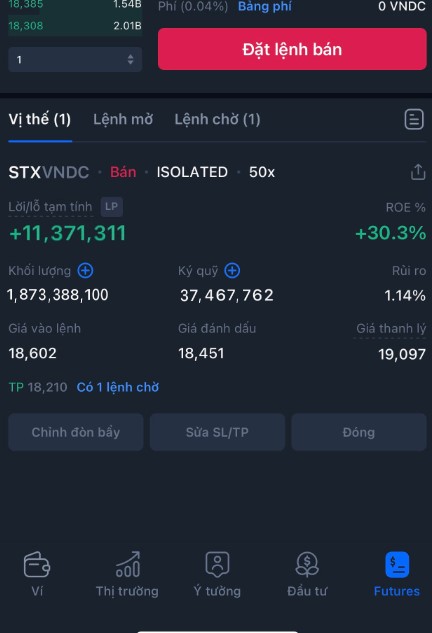 18,385 1.54B Phí (0.04%) Bảng phí 0 VNDC
18,308 2.01B
Đặt lệnh bán
1
Vị thế (1) Lệnh mở Lệnh chờ (1)
STXVNDC · Bán · ISOLATED · 50x
Lời/lỗ tạm tính LP ROE %
+11,371,311 +30.3%
Khối lượng Ký quỹ Rủi ro
1,873,388,100 37,467,762 1.14%
Giá vào lệnh Giá đánh dấu Giá thanh lý
18,602 18,451 19,097
TP 18,210 Có 1 lệnh chờ
Chỉnh đòn bẩy Sửa SL/TP Đóng
Ví Thị trường Ý tưởng Đầu tư Futures